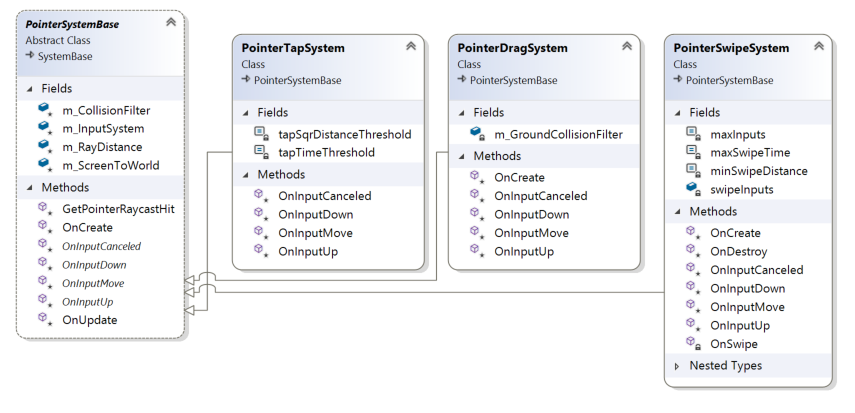 PointerSystemBase
Abstract Class
SystemBase
Fields
m_CollisionFilter
m_InputSystem
m_RayDistance
m_ScreenToWorld
Methods
GetPointerRaycastHit
OnCreate
OnInputCanceled
OnInputDown
OnInputMove
OnInputUp
OnUpdate
PointerTapSystem
Class
PointerSystemBase
Fields
tapSqrDistanceThreshold
tapTimeThreshold
Methods
OnInputCanceled
OnInputDown
OnInputMove
OnInputUp
PointerDragSystem
Class
PointerSystemBase
Fields
m_GroundCollisionFilter
Methods
OnCreate
OnInputCanceled
OnInputDown
OnInputMove
OnInputUp
PointerSwipeSystem
Class
PointerSystemBase
Fields
maxInputs
maxSwipeTime
minSwipeDistance
swipeInputs
Methods
OnCreate
OnDestroy
OnInputCanceled
OnInputDown
OnInputMove
OnInputUp
OnSwipe
Nested Types